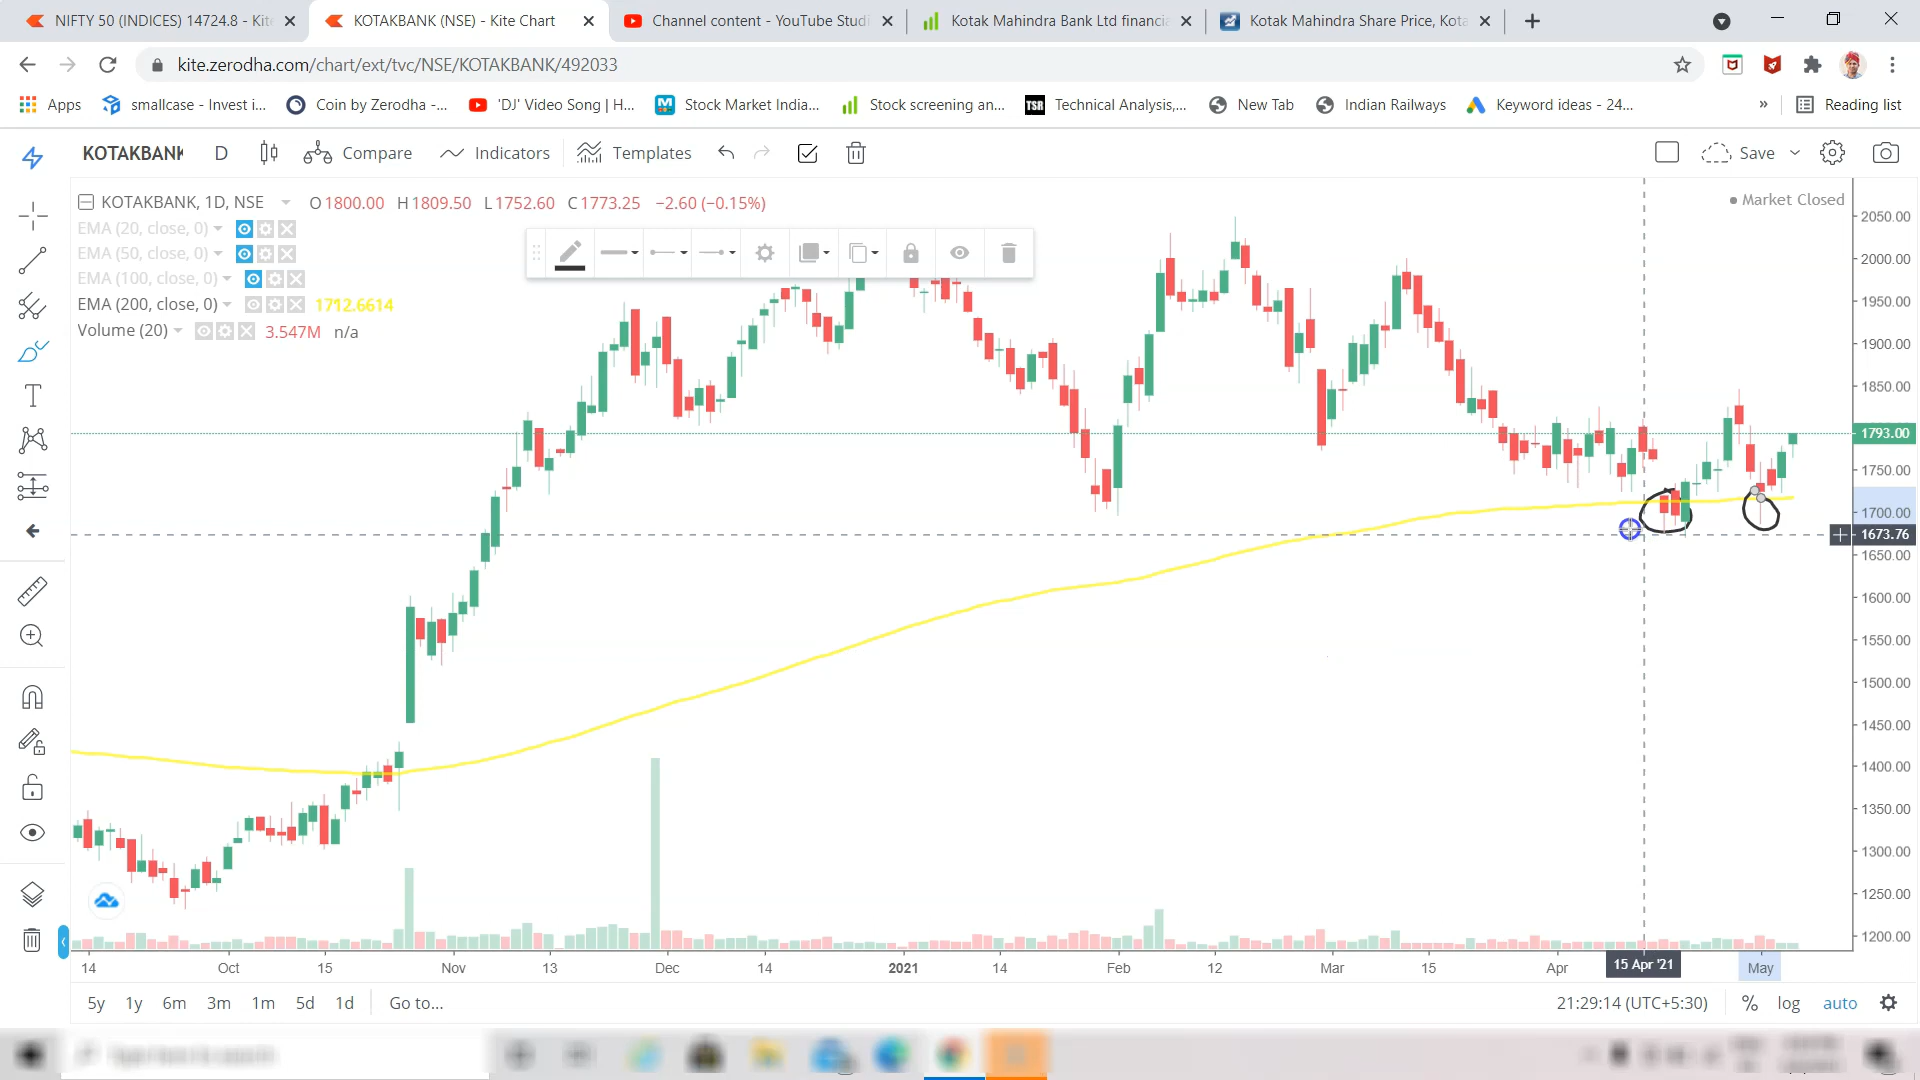 NIFTY 50 (INDICES) 14724.8 - Kit
KOTAKBANK (NSE) - Kite Chart
Channel content - YouTube Studi
Kotak Mahindra Bank Ltd financia
Kotak Mahindra Share Price, Kota
kite.zerodha.com/chart/ext/tvc/NSE/KOTAKBANK/492033
Apps
smallcase - Invest i...
Coin by Zerodha -...
'DJ' Video Song | H...
Stock Market India...
Stock screening an...
TSR
Technical Analysis,...
New Tab
Indian Railways
Keyword ideas - 24...
»
Reading list
KOTAKBANK
D
Compare
Indicators
Templates
Save
KOTAKBANK, 1D, NSE O1800.00 H1809.50 L1752.60 C1773.25 −2.60 (−0.15%)
Market Closed
EMA (20, close, 0)
EMA (50, close, 0)
EMA (100, close, 0)
EMA (200, close, 0) 1712.6614
Volume (20) 3.547M n/a
T
2050.00
2000.00
1950.00
1900.00
1850.00
1793.00
1750.00
1700.00
1673.76
1650.00
1600.00
1550.00
1500.00
1450.00
1400.00
1350.00
1300.00
1250.00
1200.00
14 Oct 15 Nov 13 Dec 14 2021 14 Feb 12 Mar 15 Apr 15 Apr '21 May
5y 1y 6m 3m 1m 5d 1d Go to...
21:29:14 (UTC+5:30) % log auto